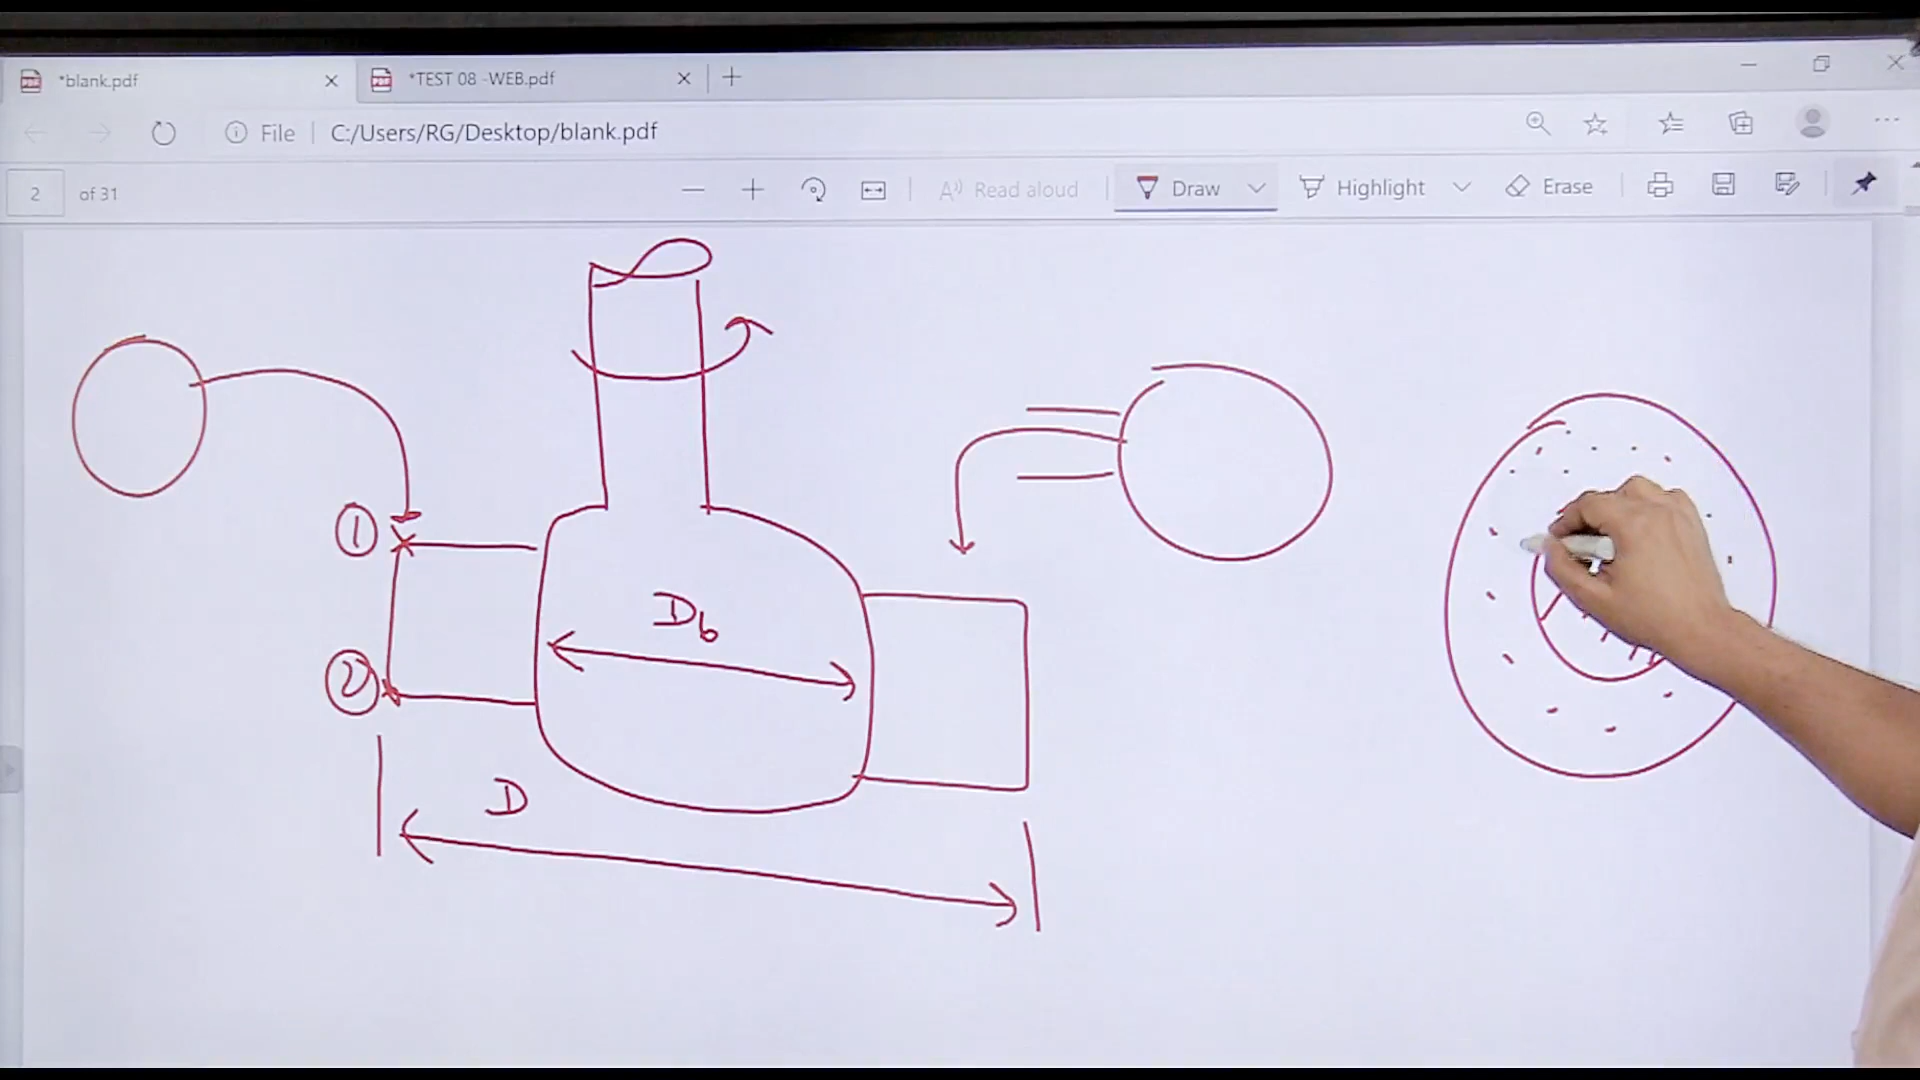 *blank.pdf
*TEST 08 -WEB.pdf
File C:/Users/RG/Desktop/blank.pdf
2 of 31 Read aloud Draw Highlight Erase
1
D_b
2
D